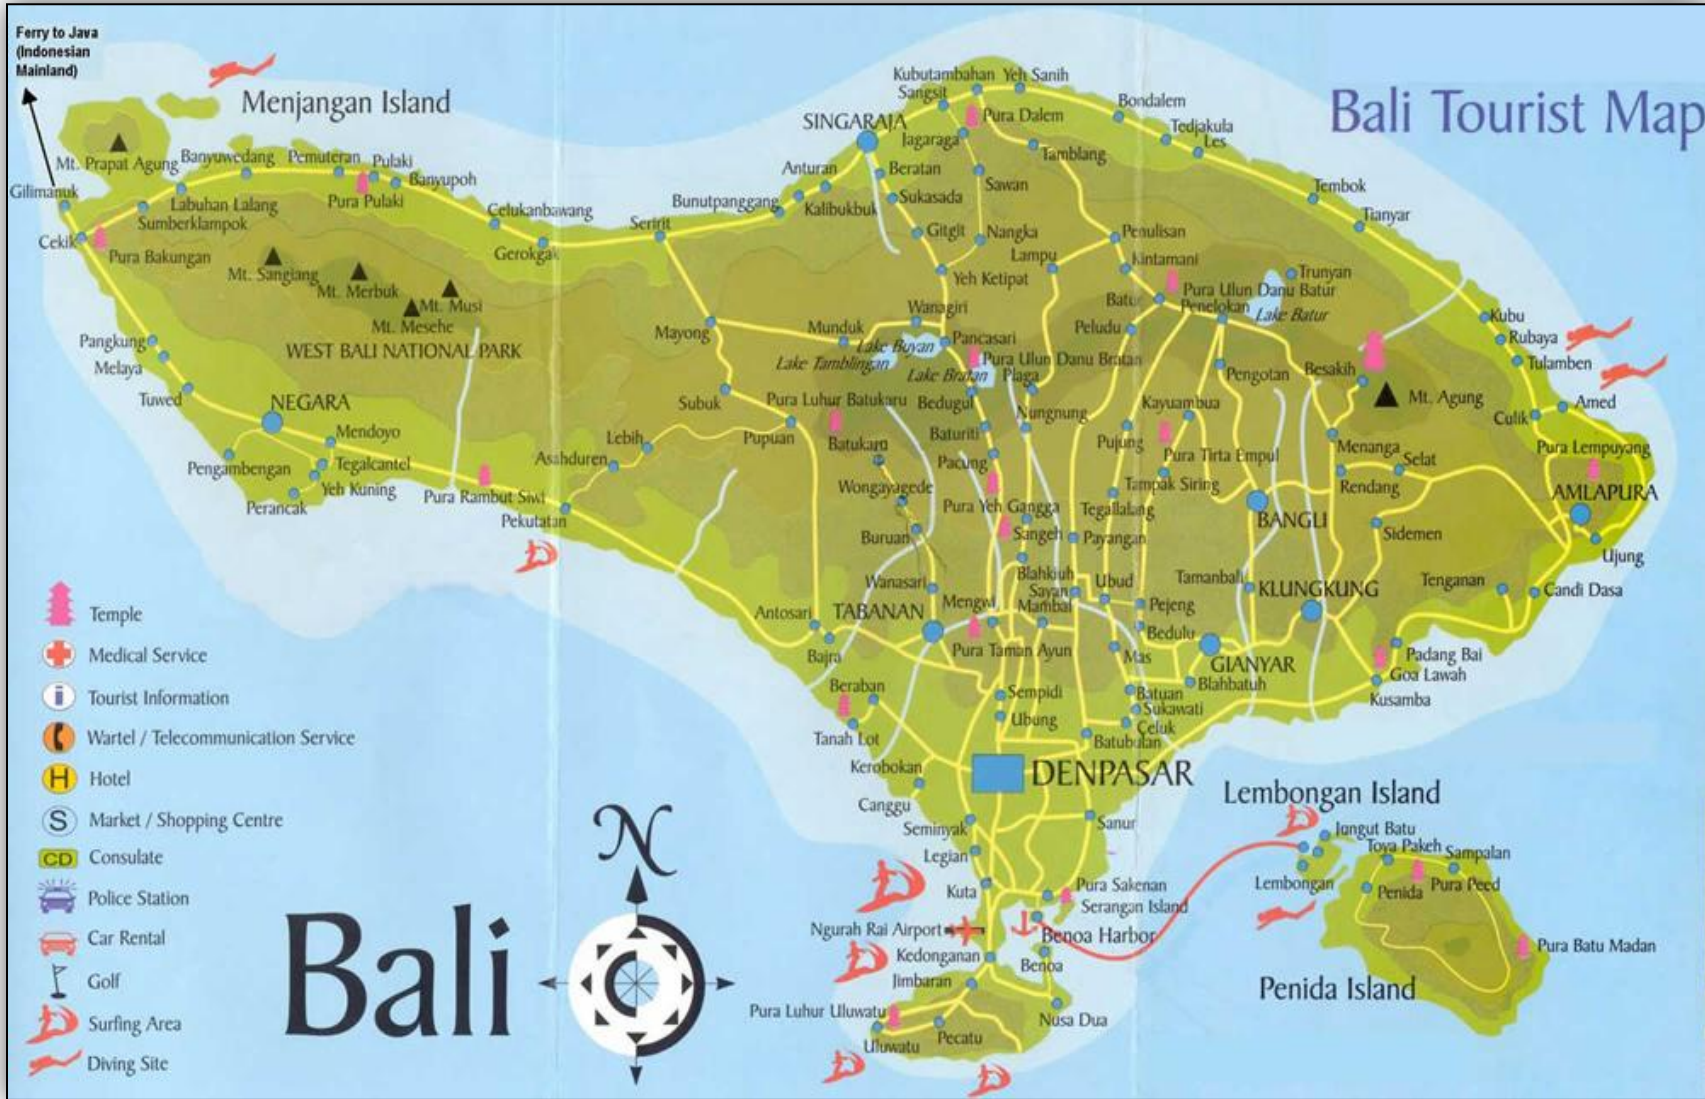 Ferry to Java
(Indonesian
Mainland)
Menjangan Island
Bali Tourist Map
Mt. Prapat Agung
Banyuwedang
Pemuteran
Pulaki
Banyupoh
Gilimanuk
Labuhan Lalang
Pura Pulaki
Sumberklampok
Celukanbawang
Cekik
Pura Bakungan
Gerokgak
Mt. Sangiang
Mt. Merbuk
Mt. Musi
Mt. Mesehe
WEST BALI NATIONAL PARK
Pangkung
Melaya
Tuwed
NEGARA
Mendoyo
Pengambengan
Tegalcantel
Yeh Kuning
Perancak
Pura Rambut Siwi
Pekutatan
Asahduren
Lebih
Seririt
Bunutpanggang
Anturan
Kalibukbuk
SINGARAJA
Kubutambahan
Yeh Sanih
Sangsit
Pura Dalem
Jagaraga
Bondalem
Tedjakula
Les
Tamblang
Beratan
Sawan
Sukasada
Tembok
Tianyar
Gitgit
Nangka
Penulisan
Lampu
Kintamani
Yeh Ketipat
Trunyan
Pura Ulun Danu Batur
Batur
Penelokan
Lake Batur
Wanagiri
Mayong
Munduk
Lake Buyan
Pancasari
Peludu
Kubu
Rubaya
Tulamben
Lake Tamblingan
Pura Ulun Danu Bratan
Lake Bratan
Plaga
Pengotan
Besakih
Mt. Agung
Subuk
Pura Luhur Batukaru
Bedugul
Nungnung
Kayuambua
Culik
Amed
Pupuan
Batukaru
Baturiti
Pujung
Menanga
Pura Lempuyang
Pacung
Pura Tirta Empul
Selat
Wongayagede
Tampak Siring
Rendang
AMLAPURA
Pura Yeh Gangga
Tegallalang
BANGLI
Buruan
Sangeh
Payangan
Sidemen
Ujung
Wanasari
Blahkiuh
Ubud
Tamanbali
KLUNGKUNG
Tenganan
Candi Dasa
Sayan
Antosari
TABANAN
Mengwi
Mambal
Pejeng
Bedulu
Bajra
Pura Taman Ayun
Mas
GIANYAR
Padang Bai
Goa Lawah
Beraban
Sempidi
Batuan
Blahbatuh
Kusamba
Ubung
Sukawati
Celuk
Tanah Lot
Batubulan
Kerobokan
DENPASAR
Canggu
Seminyak
Sanur
Legian
Kuta
Pura Sakenan
Serangan Island
Ngurah Rai Airport
Benoa Harbor
Kedonganan
Benoa
Jimbaran
Pura Luhur Uluwatu
Nusa Dua
Uluwatu
Pecatu
Lembongan Island
Jungut Batu
Toya Pakeh
Sampalan
Lembongan
Penida
Pura Peed
Pura Batu Madan
Penida Island
Temple
Medical Service
i
Tourist Information
Wartel / Telecommunication Service
H
Hotel
S
Market / Shopping Centre
CD
Consulate
Police Station
Car Rental
Golf
Surfing Area
Diving Site
Bali
N